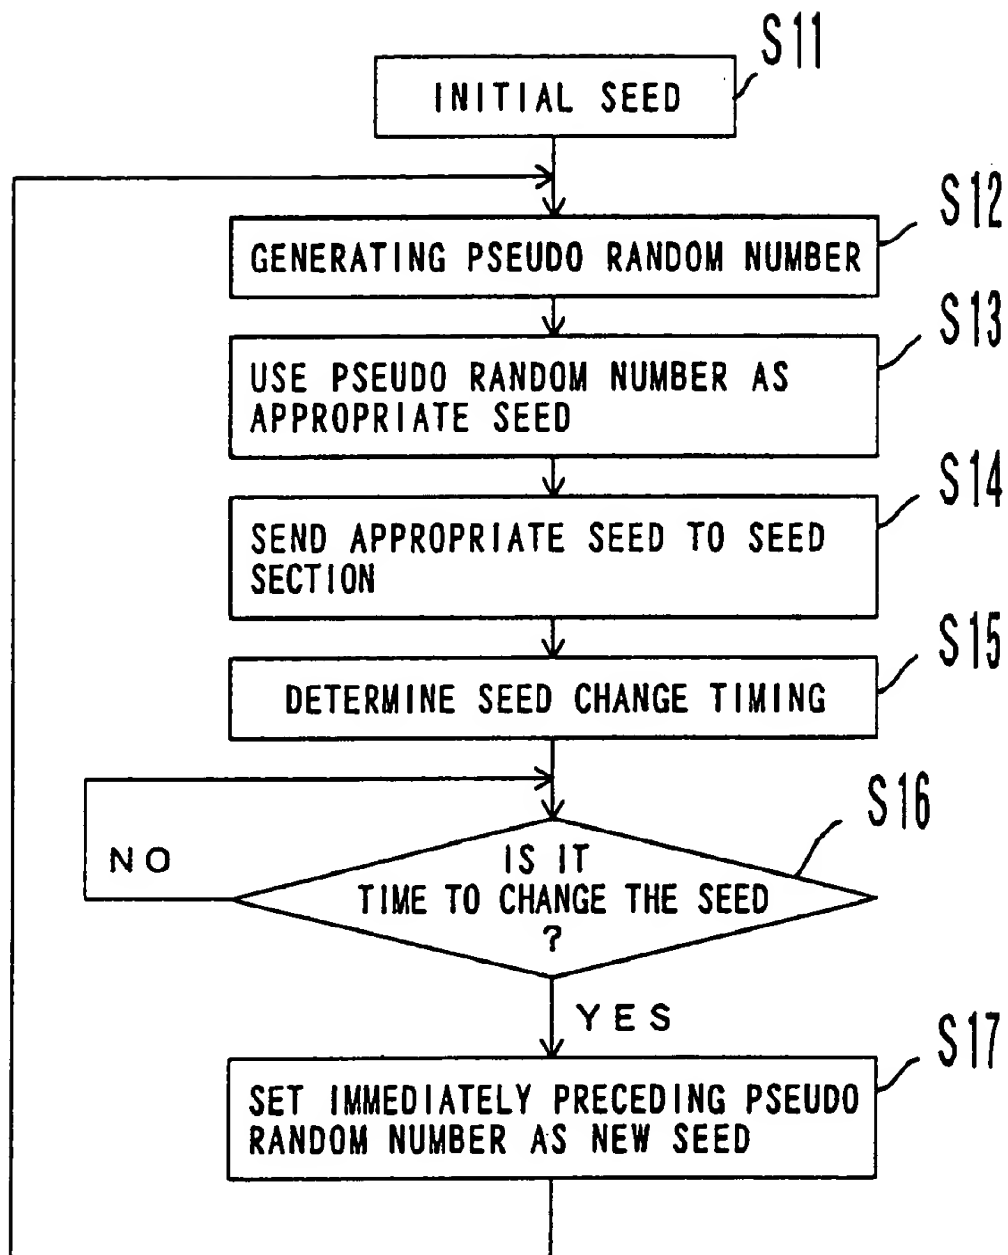 S11
INITIAL SEED
S12
GENERATING PSEUDO RANDOM NUMBER
S13
USE PSEUDO RANDOM NUMBER AS
APPROPRIATE SEED
S14
SEND APPROPRIATE SEED TO SEED
SECTION
S15
DETERMINE SEED CHANGE TIMING
S16
NO
IS IT
TIME TO CHANGE THE SEED
?
YES
S17
SET IMMEDIATELY PRECEDING PSEUDO
RANDOM NUMBER AS NEW SEED